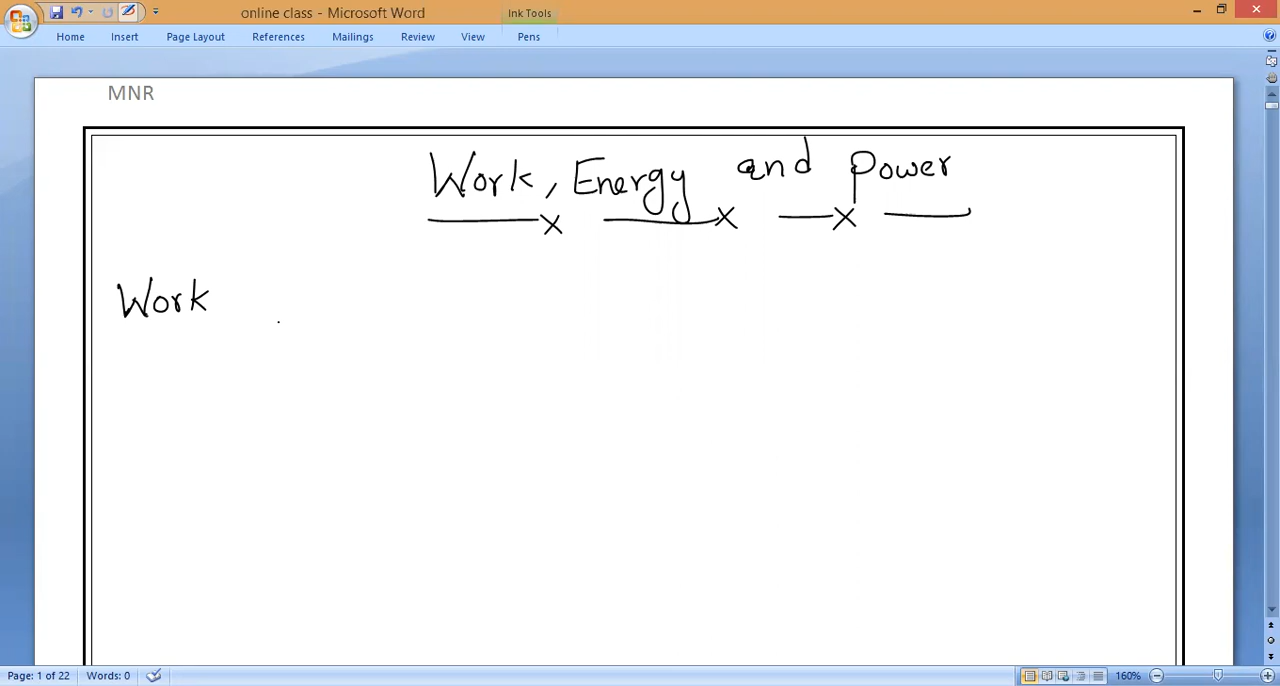 online class - Microsoft Word
Ink Tools
Home Insert Page Layout References Mailings Review View Pens
MNR
Work, Energy and Power
Work
Page: 1 of 22 Words: 0 160%